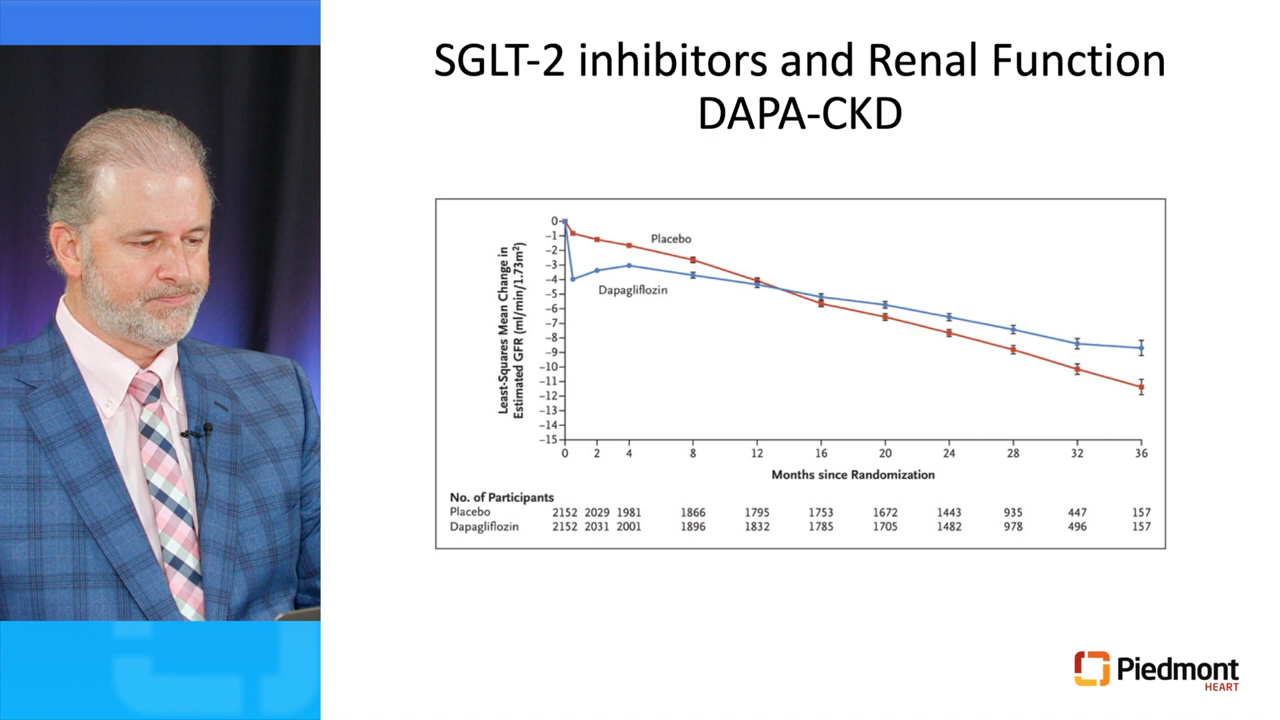 SGLT-2 inhibitors and Renal Function
DAPA-CKD
Least-Squares Mean Change in
Estimated GFR (ml/min/1.73m²)
0
−1
−2
−3
−4
−5
−6
−7
−8
−9
−10
−11
−12
−13
−14
−15
Placebo
Dapagliflozin
0 2 4 8 12 16 20 24 28 32 36
Months since Randomization
No. of Participants
Placebo 2152 2029 1981 1866 1795 1753 1672 1443 935 447 157
Dapagliflozin 2152 2031 2001 1896 1832 1785 1705 1482 978 496 157
Piedmont
HEART